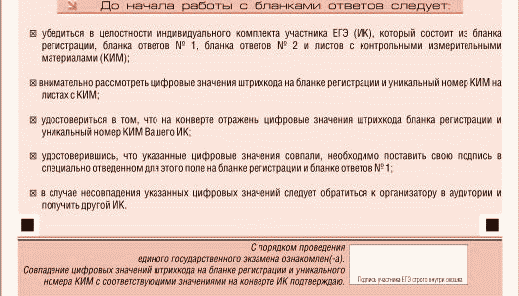 До начала работы с бланками ответов следует:
убедиться в целостности индивидуального комплекта участника ЕГЭ (ИК), который состоит из бланка
регистрации, бланка ответов № 1, бланка ответов № 2 и листов с контрольными измерительными
материалами (КИМ);
внимательно рассмотреть цифровые значения штрихкода на бланке регистрации и уникальный номер КИМ на
листах с КИМ;
удостовериться в том, что на конверте отражены цифровые значения штрихкода бланка регистрации и
уникальный номер КИМ Вашего ИК;
удостоверившись, что указанные цифровые значения совпали, необходимо поставить свою подпись в
специально отведенном для этого поле на бланке регистрации и бланке ответов № 1;
в случае несовпадения указанных цифровых значений следует обратиться к организатору в аудитории и
получить другой ИК.
С порядком проведения
единого государственного экзамена ознакомлен(-а).
Совпадение цифровых значений штрихкода на бланке регистрации и уникального
номера КИМ с соответствующими значениями на конверте ИК подтверждаю.
Подпись участника ЕГЭ строго внутри окошка